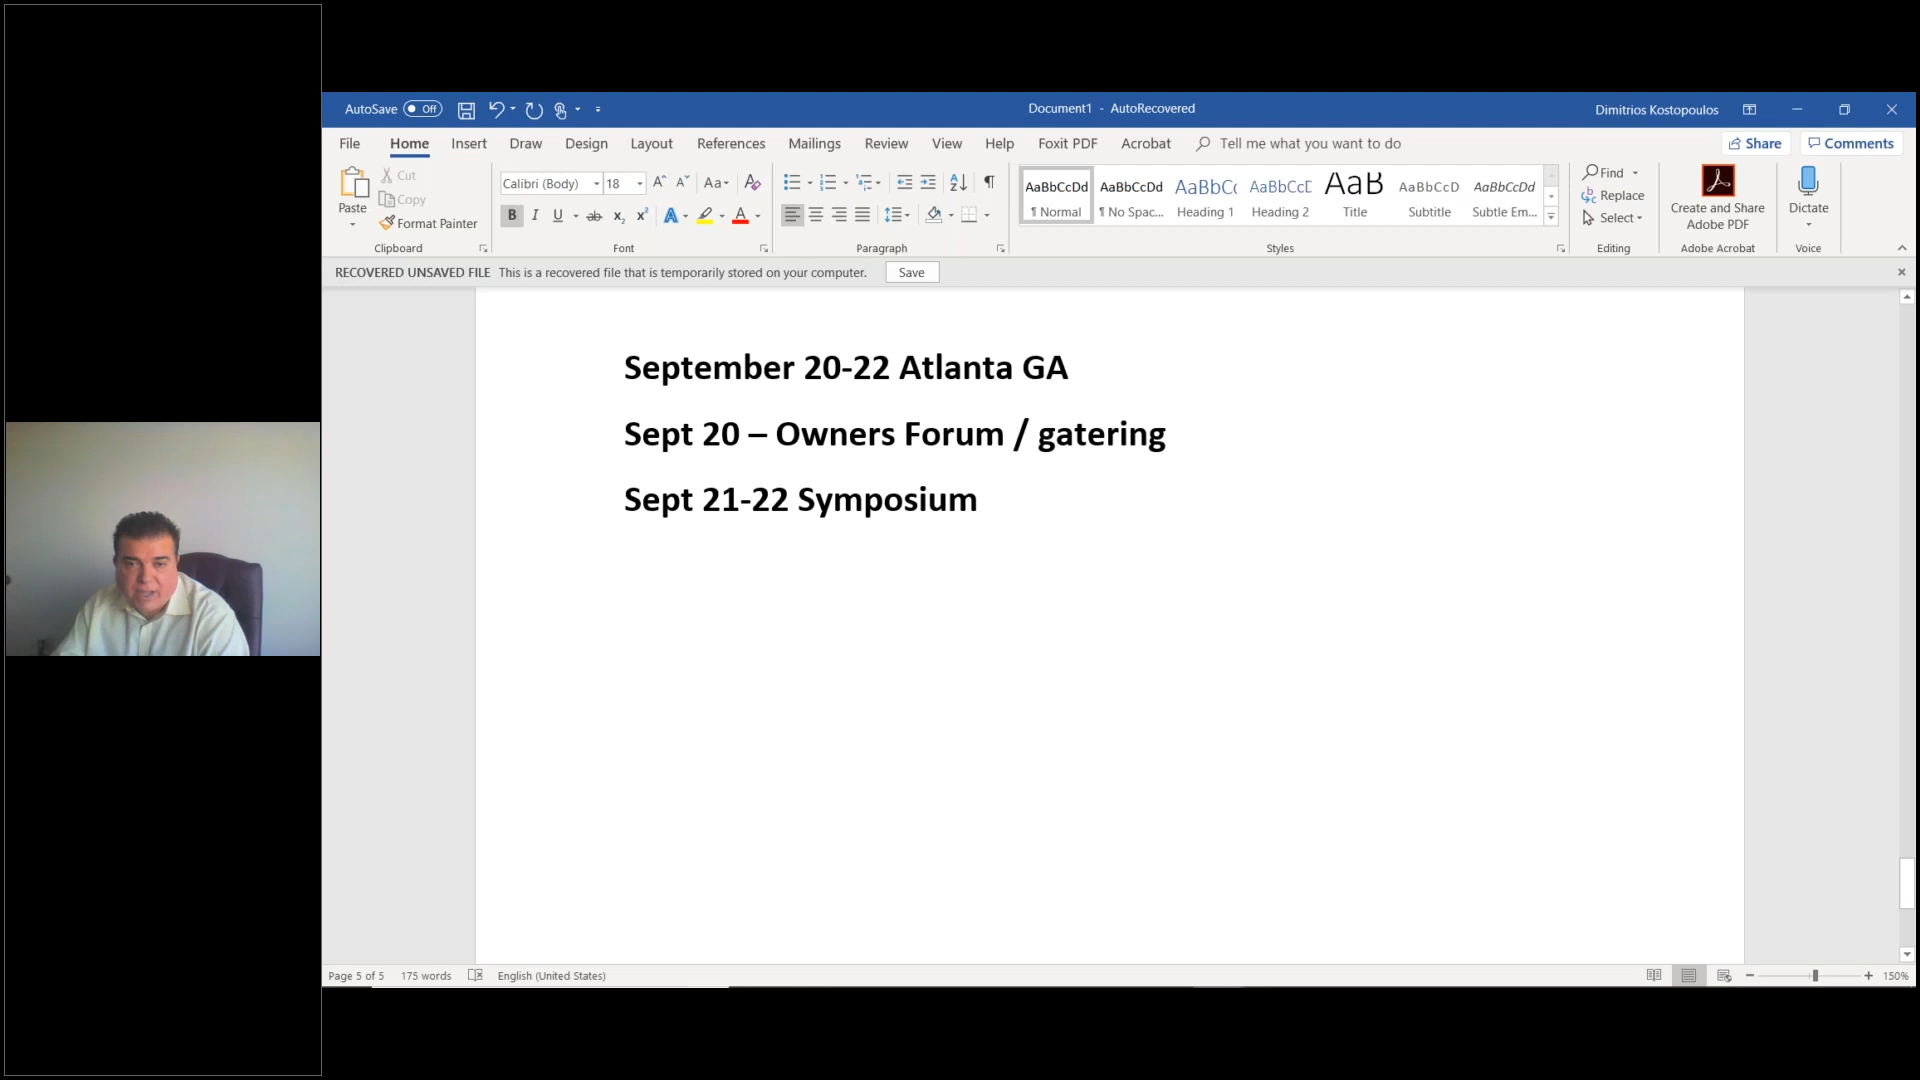 AutoSave Off
Document1 - AutoRecovered
Dimitrios Kostopoulos
File Home Insert Draw Design Layout References Mailings Review View Help Foxit PDF Acrobat Tell me what you want to do
Share Comments
Paste
Cut
Copy
Format Painter
Clipboard
Calibri (Body) 18
Font
Paragraph
AaBbCcDd AaBbCcDd AaBbCc AaBbCcD AaB AaBbCcD AaBbCcDd
¶ Normal ¶ No Spac... Heading 1 Heading 2 Title Subtitle Subtle Em...
Styles
Find
Replace
Select
Editing
Create and Share
Adobe PDF
Adobe Acrobat
Dictate
Voice
RECOVERED UNSAVED FILE This is a recovered file that is temporarily stored on your computer. Save
September 20-22 Atlanta GA
Sept 20 – Owners Forum / gatering
Sept 21-22 Symposium
Page 5 of 5 175 words English (United States)
150%